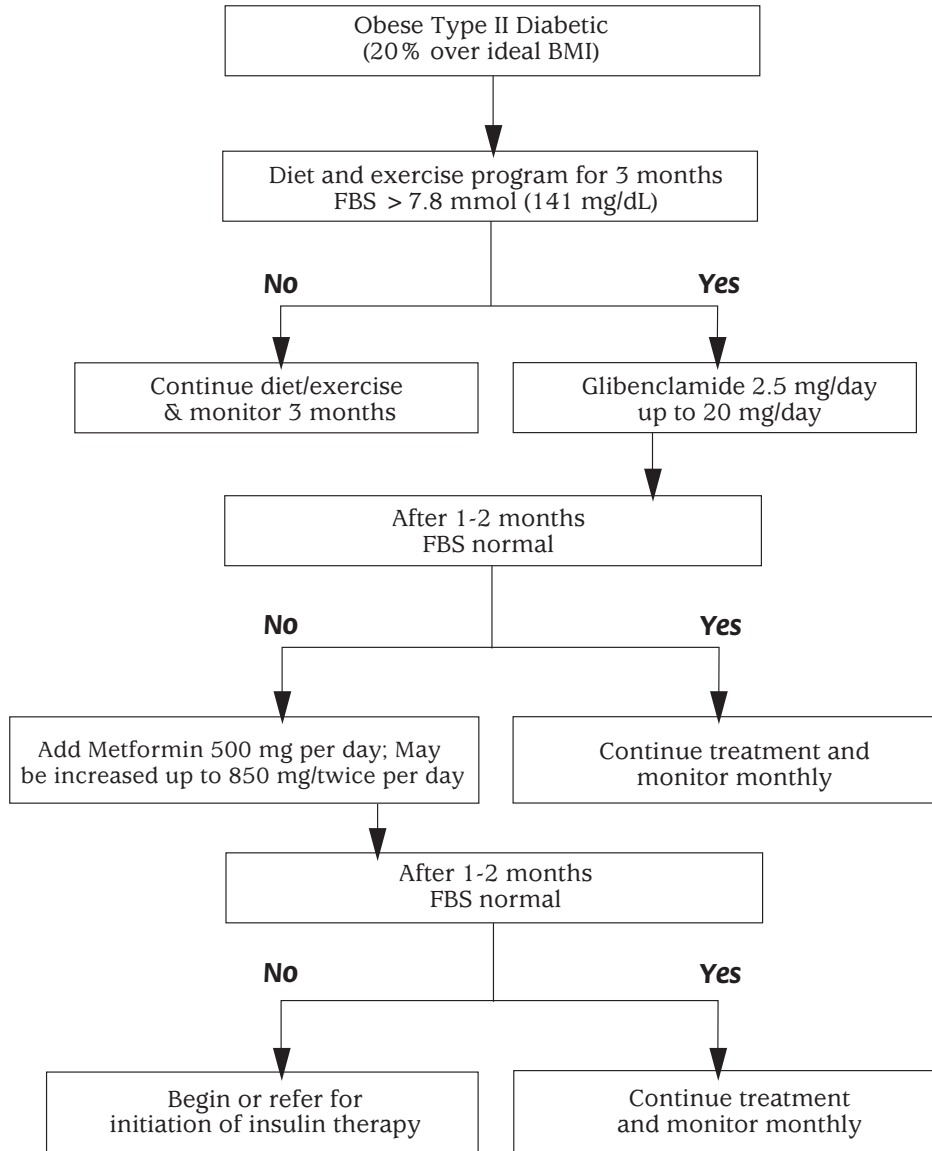 Obese Type II Diabetic
(20% over ideal BMI)
Diet and exercise program for 3 months
FBS > 7.8 mmol (141 mg/dL)
No
Yes
Continue diet/exercise
& monitor 3 months
Glibenclamide 2.5 mg/day
up to 20 mg/day
After 1-2 months
FBS normal
No
Yes
Add Metformin 500 mg per day; May
be increased up to 850 mg/twice per day
Continue treatment and
monitor monthly
After 1-2 months
FBS normal
No
Yes
Begin or refer for
initiation of insulin therapy
Continue treatment
and monitor monthly